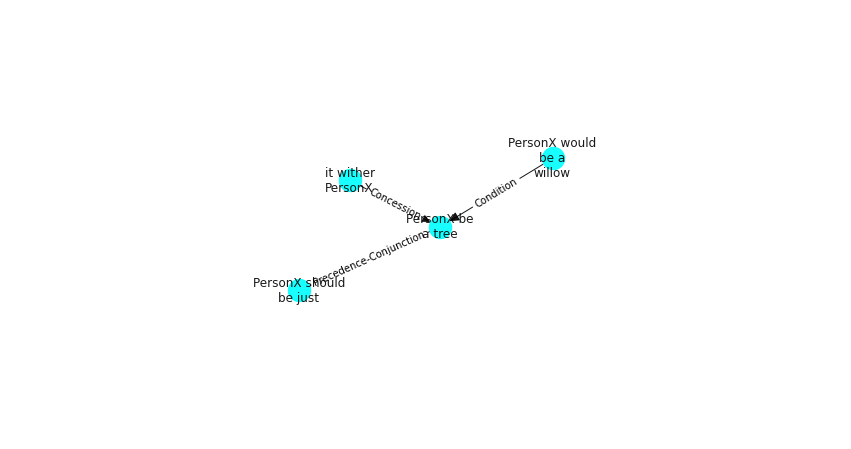 PersonX would
be a
willow
it wither
PersonX
Condition
Concession
PersonX be
a tree
Precedence-Conjunction
PersonX should
be just